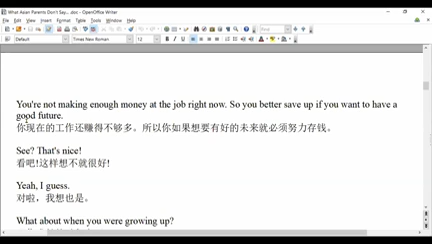 What Asian Parents Don't Say... .doc - OpenOffice Writer
File Edit View Insert Format Table Tools Window Help
Default Times New Roman 12 B I U
You're not making enough money at the job right now. So you better save up if you want to have a
good future.
你现在的工作还赚得不够多。所以你如果想要有好的未来就必须努力存钱。
See? That's nice!
看吧!这样想不就很好!
Yeah, I guess.
对啦，我想也是。
What about when you were growing up?